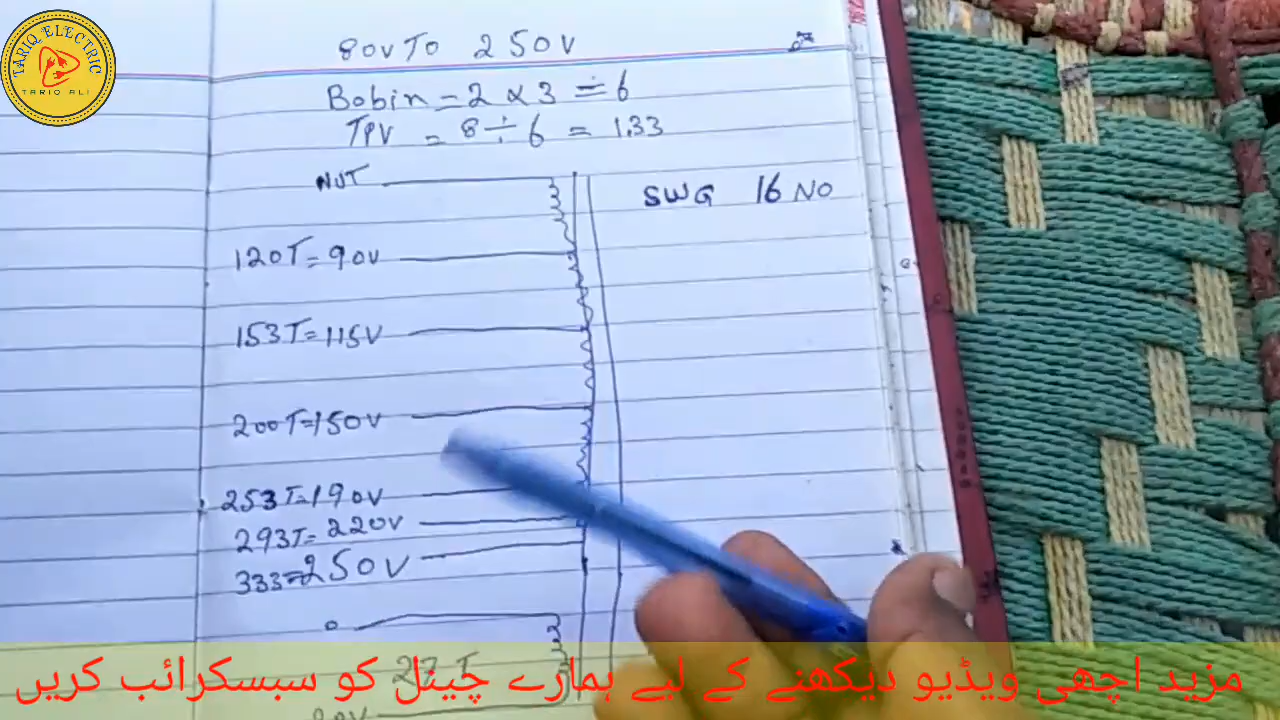 TARIQ ELECTRIC
TARIQ ALI
80V TO 250V
Bobin = 2 x 3 = 6
TPV = 8 ÷ 6 = 1.33
NUT
SWG 16 NO
120T = 90V
153T = 115V
200T = 150V
253T = 190V
293T = 220V
333 = 250V
0
27T
مزید اچھی ویڈیو دیکھنے کے لیے ہمارے چینل کو سبسکرائب کریں